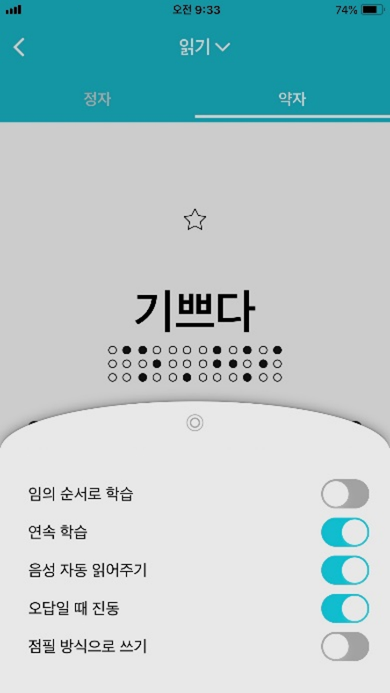 오전 9:33
74%
읽기
정자 약자
기쁘다
임의 순서로 학습
연속 학습
음성 자동 읽어주기
오답일 때 진동
점필 방식으로 쓰기